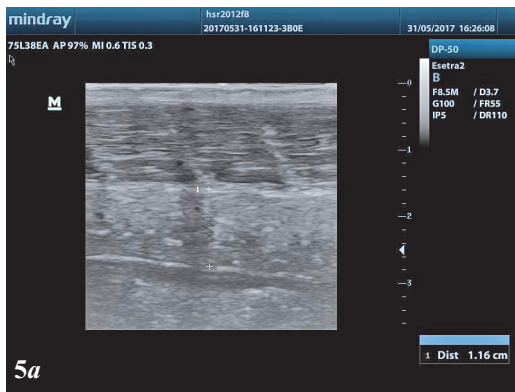 mindray
hsr2012f8
20170531-161123-3B0E
31/05/2017 16:26:08
75L38EA AP 97% MI 0.6 TIS 0.3
DP-50
Esetra2
B
F8.5M / D3.7
G100 / FR55
IP5 / DR110
M
0
1
2
3
1
1 Dist 1.16 cm
5a